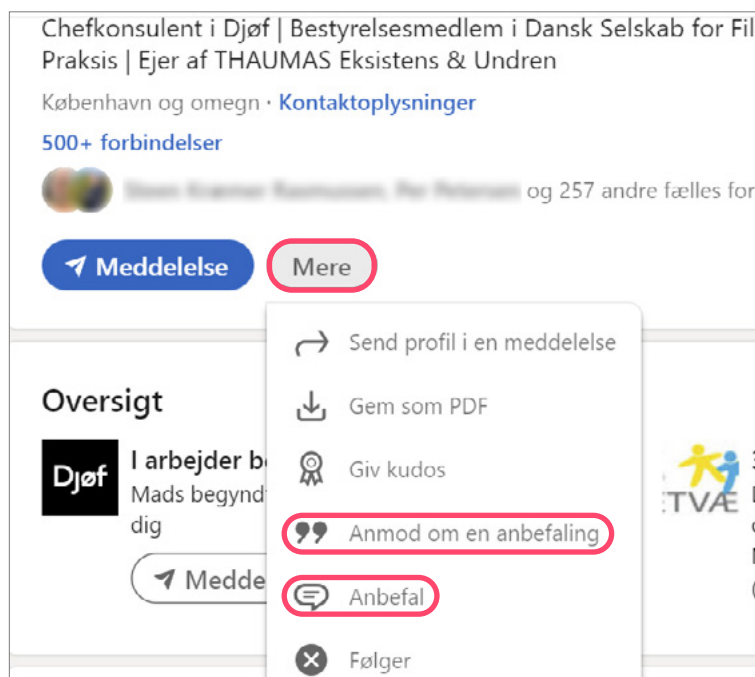 Chefkonsulent i Djøf | Bestyrelsesmedlem i Dansk Selskab for Fil
Praksis | Ejer af THAUMAS Eksistens & Undren
København og omegn · Kontaktoplysninger
500+ forbindelser
og 257 andre fælles for
Meddelelse
Mere
Send profil i en meddelelse
Gem som PDF
Giv kudos
Anmod om en anbefaling
Anbefal
Følger
Oversigt
Djøf
I arbejder b
Mads begynd
dig
Medde
TVÆ